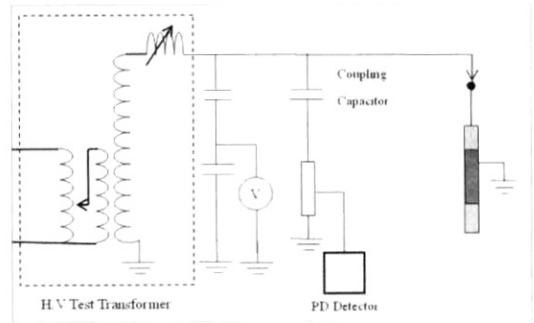 Coupling
Capacitor
V
H.V Test Transformer
PD Detector